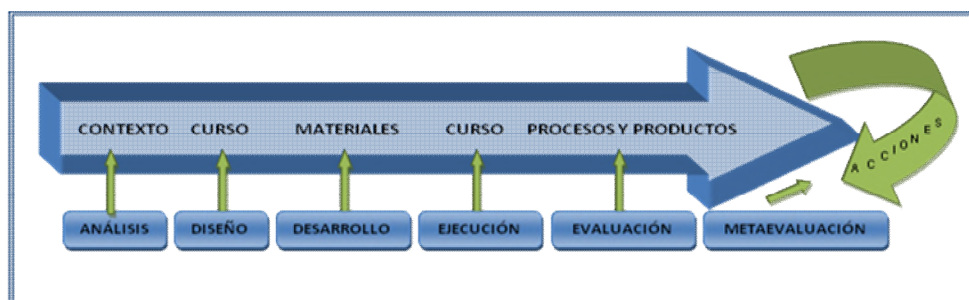 CONTEXTO CURSO MATERIALES CURSO PROCESOS Y PRODUCTOS
ACCIONES
ANÁLISIS DISEÑO DESARROLLO EJECUCIÓN EVALUACIÓN METAEVALUACIÓN